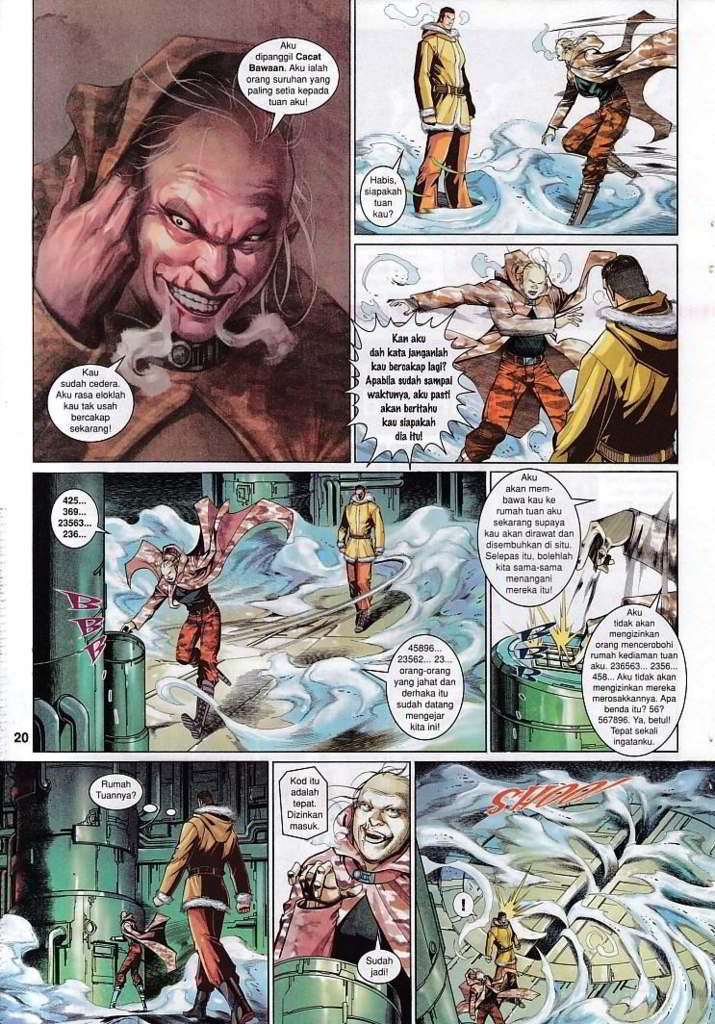 Aku
dipanggil Cacat
Bawaan. Aku ialah
orang suruhan yang
paling setia kepada
tuan aku!
Kau
sudah cedera.
Aku rasa eloklah
kau tak usah
bercakap
sekarang!
Habis,
siapakah
tuan
kau?
Kan aku
dah kata janganlah
kau bercakap lagi?
Apabila sudah sampai
waktunya, aku pasti
akan beritahu
kau siapakah
dia itu!
425...
369...
23563...
236...
B
B
B
45896...
23562... 23...
orang-orang
yang jahat dan
derhaka itu
sudah datang
mengejar
kita ini!
Aku
akan mem-
bawa kau ke
rumah tuan aku
sekarang supaya
kau akan dirawat dan
disembuhkan di situ.
Selepas itu, bolehlah
kita sama-sama
menangani
mereka itu!
B
B
B
Aku
tidak akan
mengizinkan
orang mencerobohi
rumah kediaman tuan
aku. 236563... 2356...
458... Aku tidak akan
mengizinkan mereka
merosakkannya. Apa
benda itu? 56?
567896. Ya, betul!
Tepat sekali
ingatanku.
20
Rumah
Tuannya?
Kod itu
adalah
tepat.
Dizinkan
masuk.
Sudah
jadi!
!